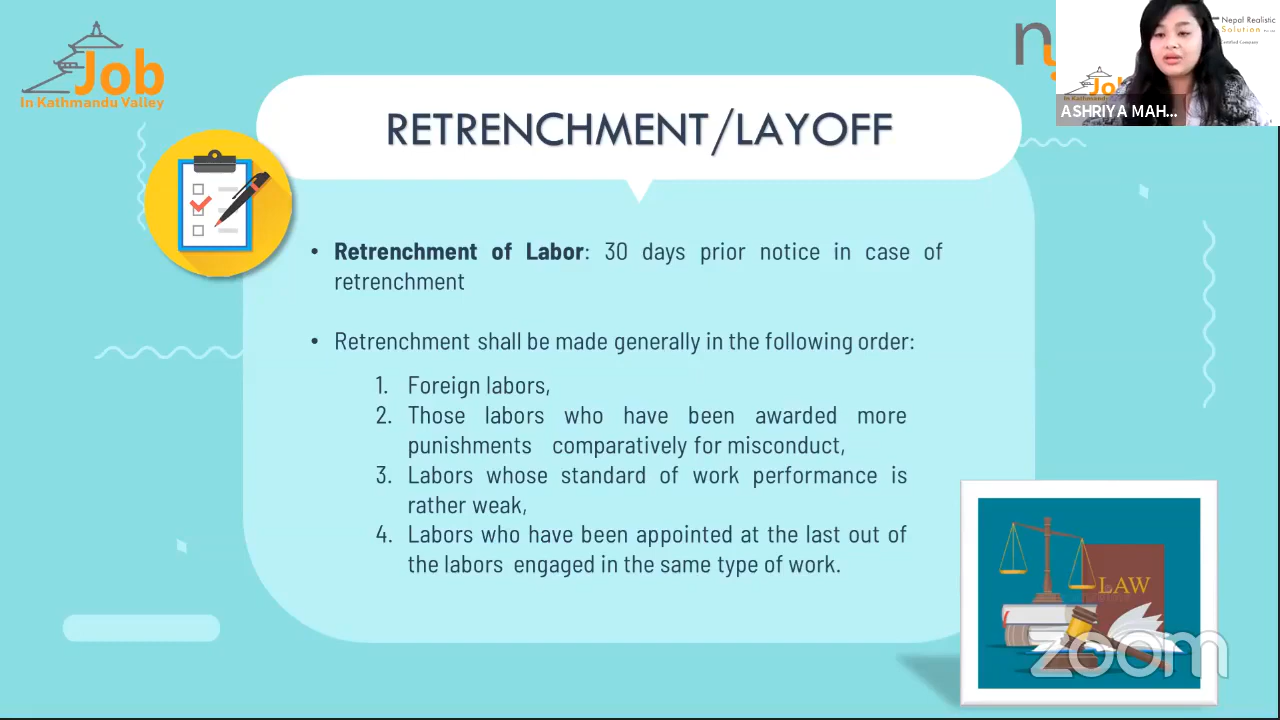 Job
In Kathmandu Valley
Nepal Realistic
Solution
ASHRIYA MAH...
RETRENCHMENT/LAYOFF
• Retrenchment of Labor: 30 days prior notice in case of
retrenchment
• Retrenchment shall be made generally in the following order:
1. Foreign labors,
2. Those labors who have been awarded more
punishments comparatively for misconduct,
3. Labors whose standard of work performance is
rather weak,
4. Labors who have been appointed at the last out of
the labors engaged in the same type of work.
LAW
zoom